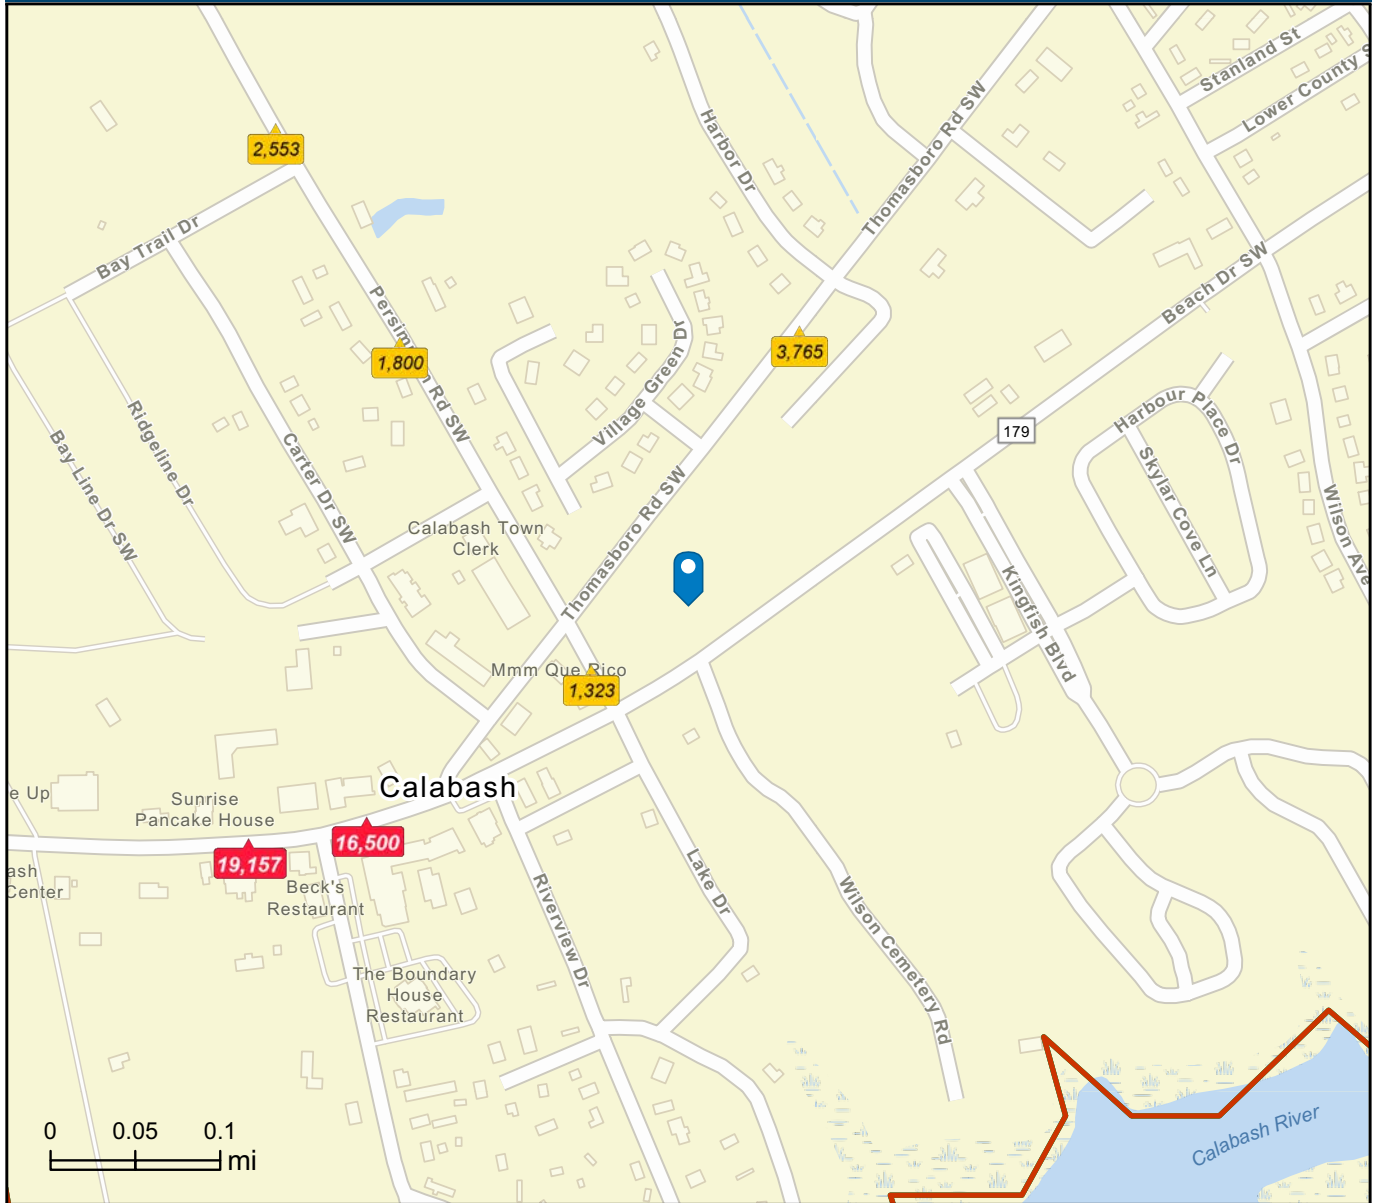 Stanland St
Lower County S
2,553
Harbor Dr
Thomasboro Rd SW
Bay Trail Dr
Beach Dr SW
Persim
n Rd SW
1,800
3,765
Village Green Dr
179
Harbour Place Dr
Skylar Cove Ln
Wilson Ave
Ridgeline Dr
Bay Line Dr SW
Carter Dr SW
Thomasboro Rd SW
Calabash Town
Clerk
Kingfish Blvd
Mmm Que Rico
1,323
Calabash
e Up
Sunrise
Pancake House
16,500
19,157
ash
Center
Beck's
Restaurant
Lake Dr
Riverview Dr
Wilson Cemetery Rd
The Boundary
House
Restaurant
Calabash River
0 0.05 0.1
mi